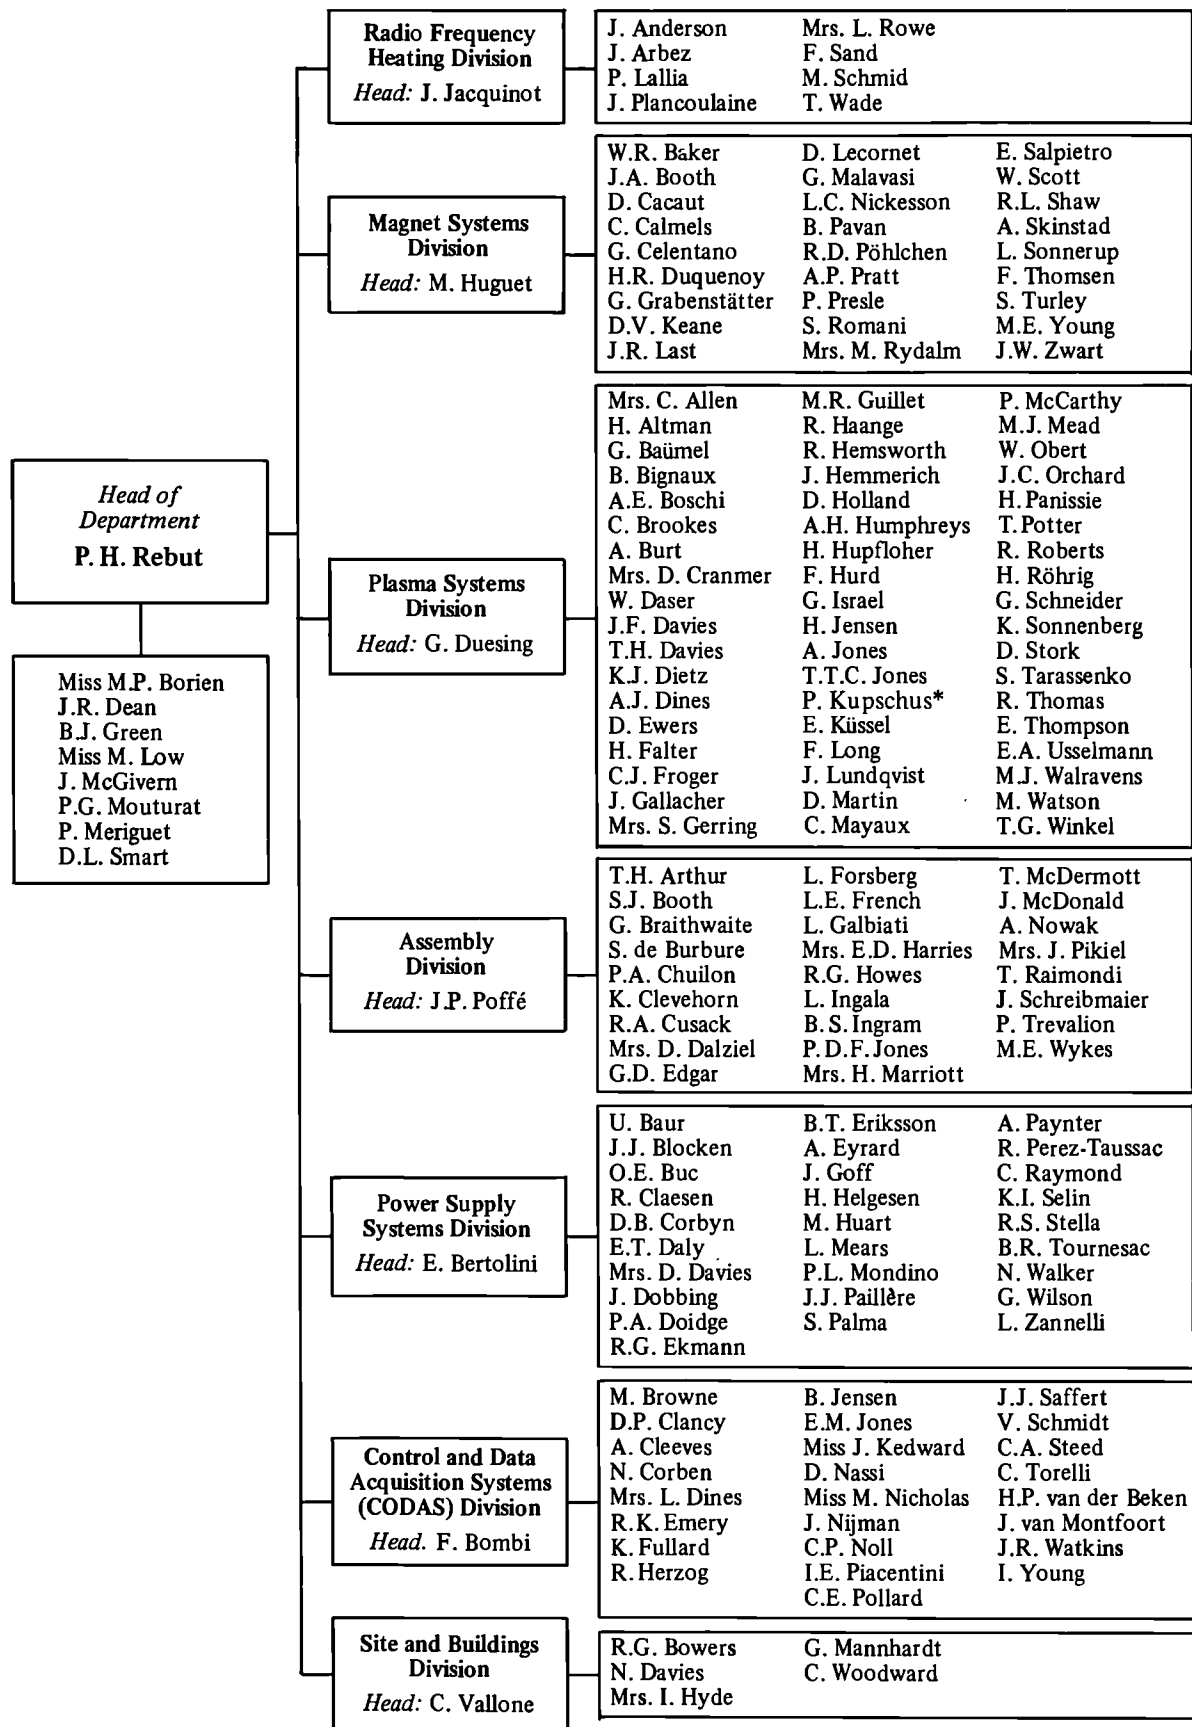 Head of
Department
P. H. Rebut
Miss M.P. Borien
J.R. Dean
B.J. Green
Miss M. Low
J. McGivern
P.G. Mouturat
P. Meriguet
D.L. Smart
Radio Frequency
Heating Division
Head: J. Jacquinot
J. Anderson Mrs. L. Rowe
J. Arbez F. Sand
P. Lallia M. Schmid
J. Plancoulaine T. Wade
Magnet Systems
Division
Head: M. Huguet
W.R. Baker D. Lecornet E. Salpietro
J.A. Booth G. Malavasi W. Scott
D. Cacaut L.C. Nickesson R.L. Shaw
C. Calmels B. Pavan A. Skinstad
G. Celentano R.D. Pöhlchen L. Sonnerup
H.R. Duquenoy A.P. Pratt F. Thomsen
G. Grabenstätter P. Presle S. Turley
D.V. Keane S. Romani M.E. Young
J.R. Last Mrs. M. Rydalm J.W. Zwart
Plasma Systems
Division
Head: G. Duesing
Mrs. C. Allen M.R. Guillet P. McCarthy
H. Altman R. Haange M.J. Mead
G. Baümel R. Hemsworth W. Obert
B. Bignaux J. Hemmerich J.C. Orchard
A.E. Boschi D. Holland H. Panissie
C. Brookes A.H. Humphreys T. Potter
A. Burt H. Hupfloher R. Roberts
Mrs. D. Cranmer F. Hurd H. Röhrig
W. Daser G. Israel G. Schneider
J.F. Davies H. Jensen K. Sonnenberg
T.H. Davies A. Jones D. Stork
K.J. Dietz T.T.C. Jones S. Tarassenko
A.J. Dines P. Kupschus* R. Thomas
D. Ewers E. Küssel E. Thompson
H. Falter F. Long E.A. Usselmann
C.J. Froger J. Lundqvist M.J. Walravens
J. Gallacher D. Martin M. Watson
Mrs. S. Gerring C. Mayaux T.G. Winkel
Assembly
Division
Head: J.P. Poffé
T.H. Arthur L. Forsberg T. McDermott
S.J. Booth L.E. French J. McDonald
G. Braithwaite L. Galbiati A. Nowak
S. de Burbure Mrs. E.D. Harries Mrs. J. Pikiel
P.A. Chuilon R.G. Howes T. Raimondi
K. Clevehorn L. Ingala J. Schreibmaier
R.A. Cusack B.S. Ingram P. Trevalion
Mrs. D. Dalziel P.D.F. Jones M.E. Wykes
G.D. Edgar Mrs. H. Marriott
Power Supply
Systems Division
Head: E. Bertolini
U. Baur B.T. Eriksson A. Paynter
J.J. Blocken A. Eyrard R. Perez-Taussac
O.E. Buc J. Goff C. Raymond
R. Claesen H. Helgesen K.I. Selin
D.B. Corbyn M. Huart R.S. Stella
E.T. Daly L. Mears B.R. Tournesac
Mrs. D. Davies P.L. Mondino N. Walker
J. Dobbing J.J. Paillère G. Wilson
P.A. Doidge S. Palma L. Zannelli
R.G. Ekmann
Control and Data
Acquisition Systems
(CODAS) Division
Head. F. Bombi
M. Browne B. Jensen J.J. Saffert
D.P. Clancy E.M. Jones V. Schmidt
A. Cleeves Miss J. Kedward C.A. Steed
N. Corben D. Nassi C. Torelli
Mrs. L. Dines Miss M. Nicholas H.P. van der Beken
R.K. Emery J. Nijman J. van Montfoort
K. Fullard C.P. Noll J.R. Watkins
R. Herzog I.E. Piacentini I. Young
C.E. Pollard
Site and Buildings
Division
Head: C. Vallone
R.G. Bowers G. Mannhardt
N. Davies C. Woodward
Mrs. I. Hyde